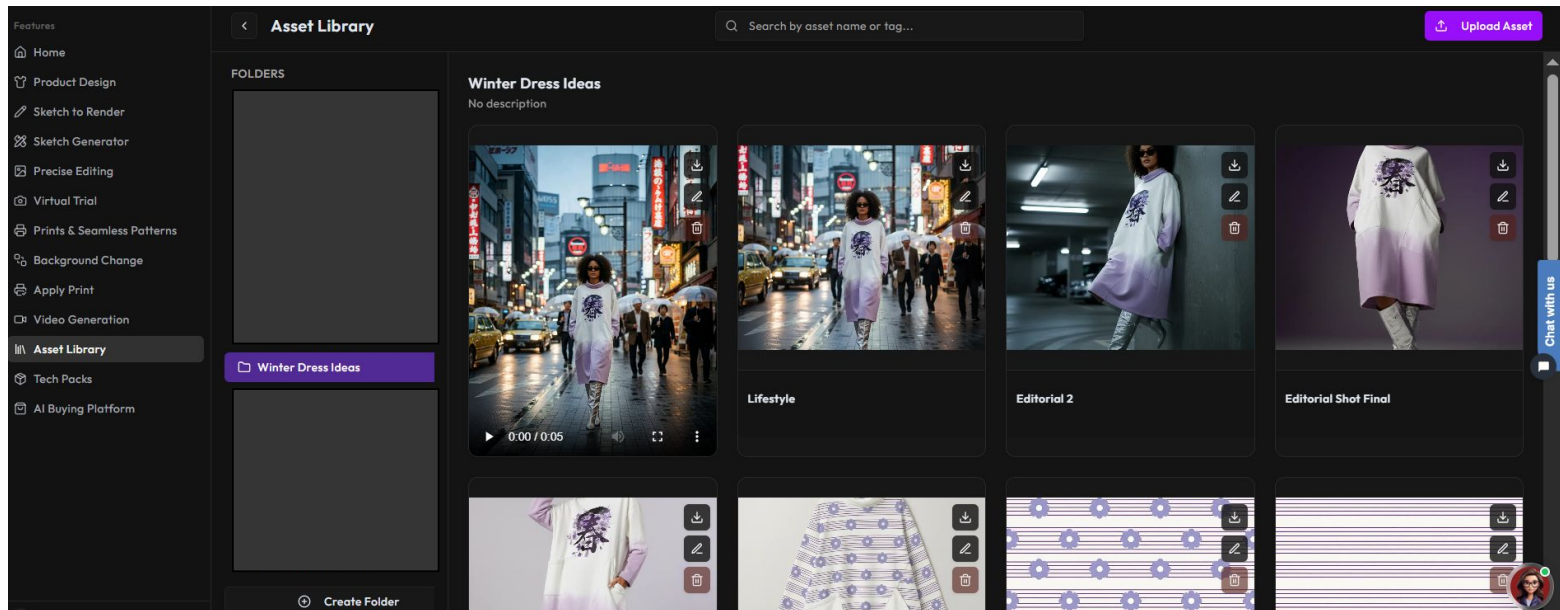 Features
Home
Product Design
Sketch to Render
Sketch Generator
Precise Editing
Virtual Trial
Prints & Seamless Patterns
Background Change
Apply Print
Video Generation
Asset Library
Tech Packs
AI Buying Platform
Asset Library
Search by asset name or tag...
Upload Asset
FOLDERS
Winter Dress Ideas
Create Folder
Winter Dress Ideas
No description
0:00 / 0:05
Lifestyle
Editorial 2
Editorial Shot Final
春
Chat with us